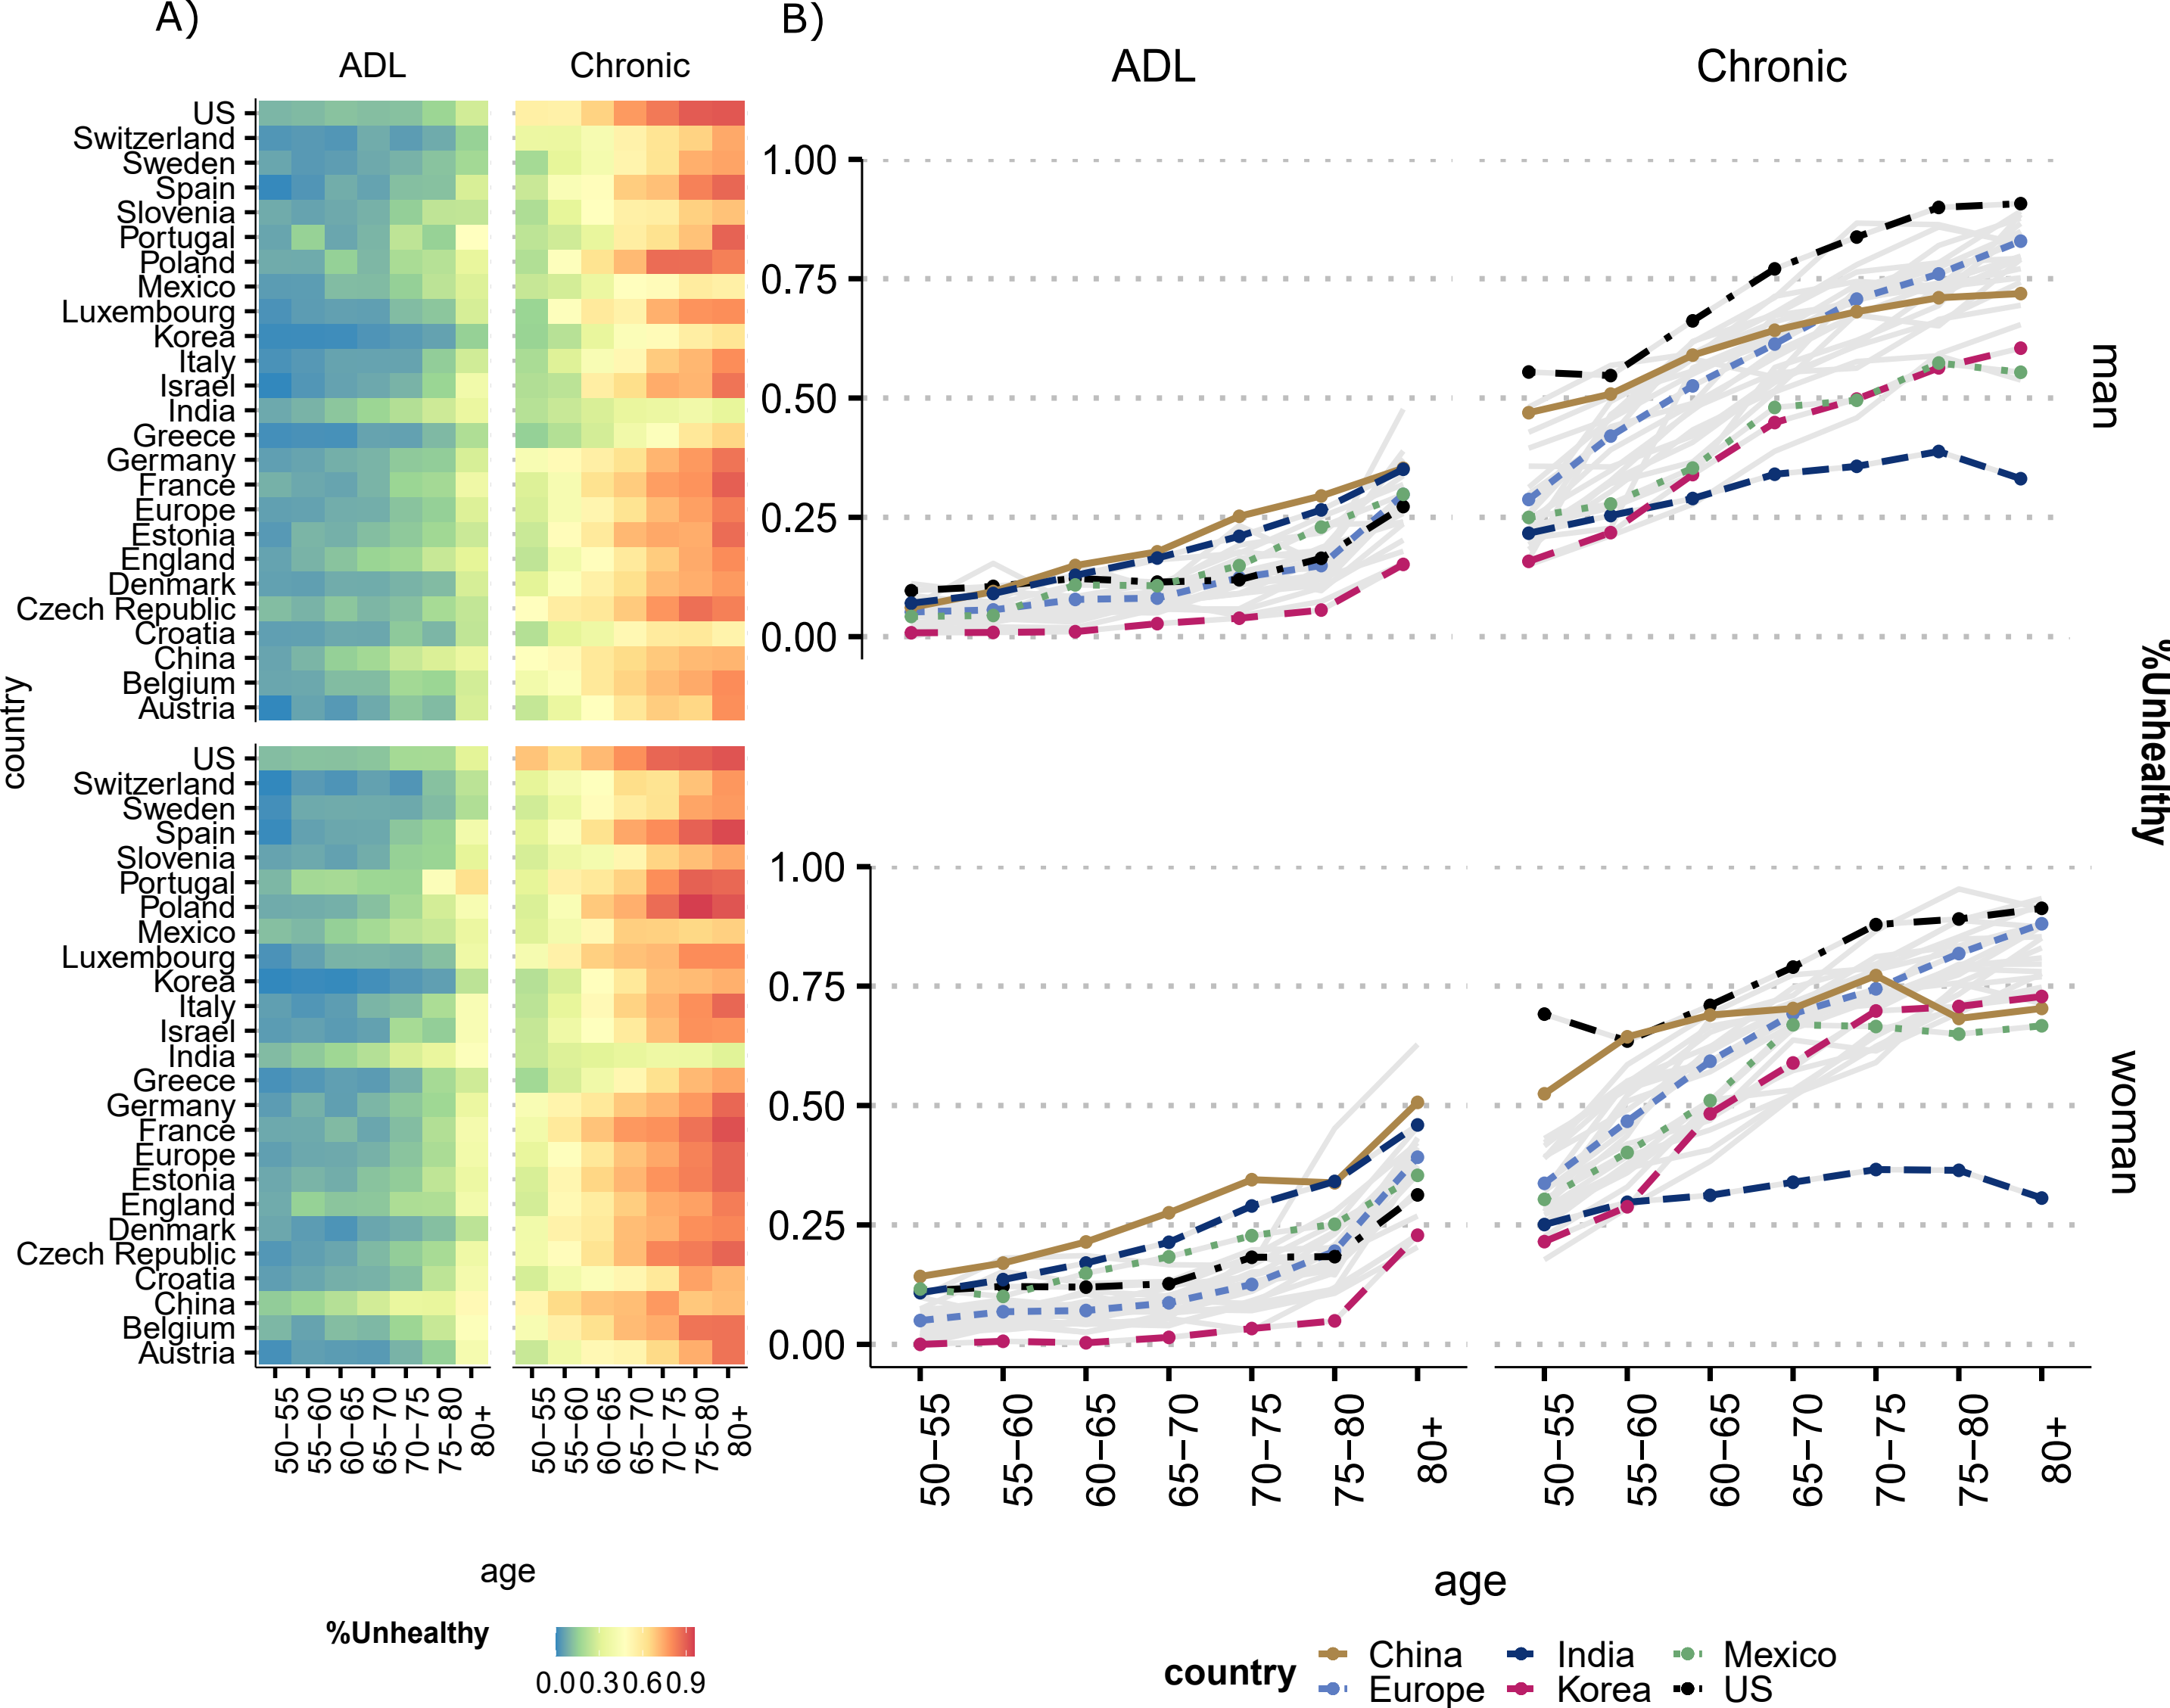 A)
B)
ADL
Chronic
ADL
Chronic
US
Switzerland
Sweden
Spain
Slovenia
Portugal
Poland
Mexico
Luxembourg
Korea
Italy
Israel
India
Greece
Germany
France
Europe
Estonia
England
Denmark
Czech Republic
Croatia
China
Belgium
Austria
US
Switzerland
Sweden
Spain
Slovenia
Portugal
Poland
Mexico
Luxembourg
Korea
Italy
Israel
India
Greece
Germany
France
Europe
Estonia
England
Denmark
Czech Republic
Croatia
China
Belgium
Austria
country
50−55
55−60
60−65
65−70
70−75
75−80
80+
50−55
55−60
60−65
65−70
70−75
75−80
80+
age
%Unhealthy
0.0 0.3 0.6 0.9
1.00
0.75
0.50
0.25
0.00
man
1.00
0.75
0.50
0.25
0.00
woman
%Unhealthy
50−55
55−60
60−65
65−70
70−75
75−80
80+
50−55
55−60
60−65
65−70
70−75
75−80
80+
age
country
China
India
Mexico
Europe
Korea
US